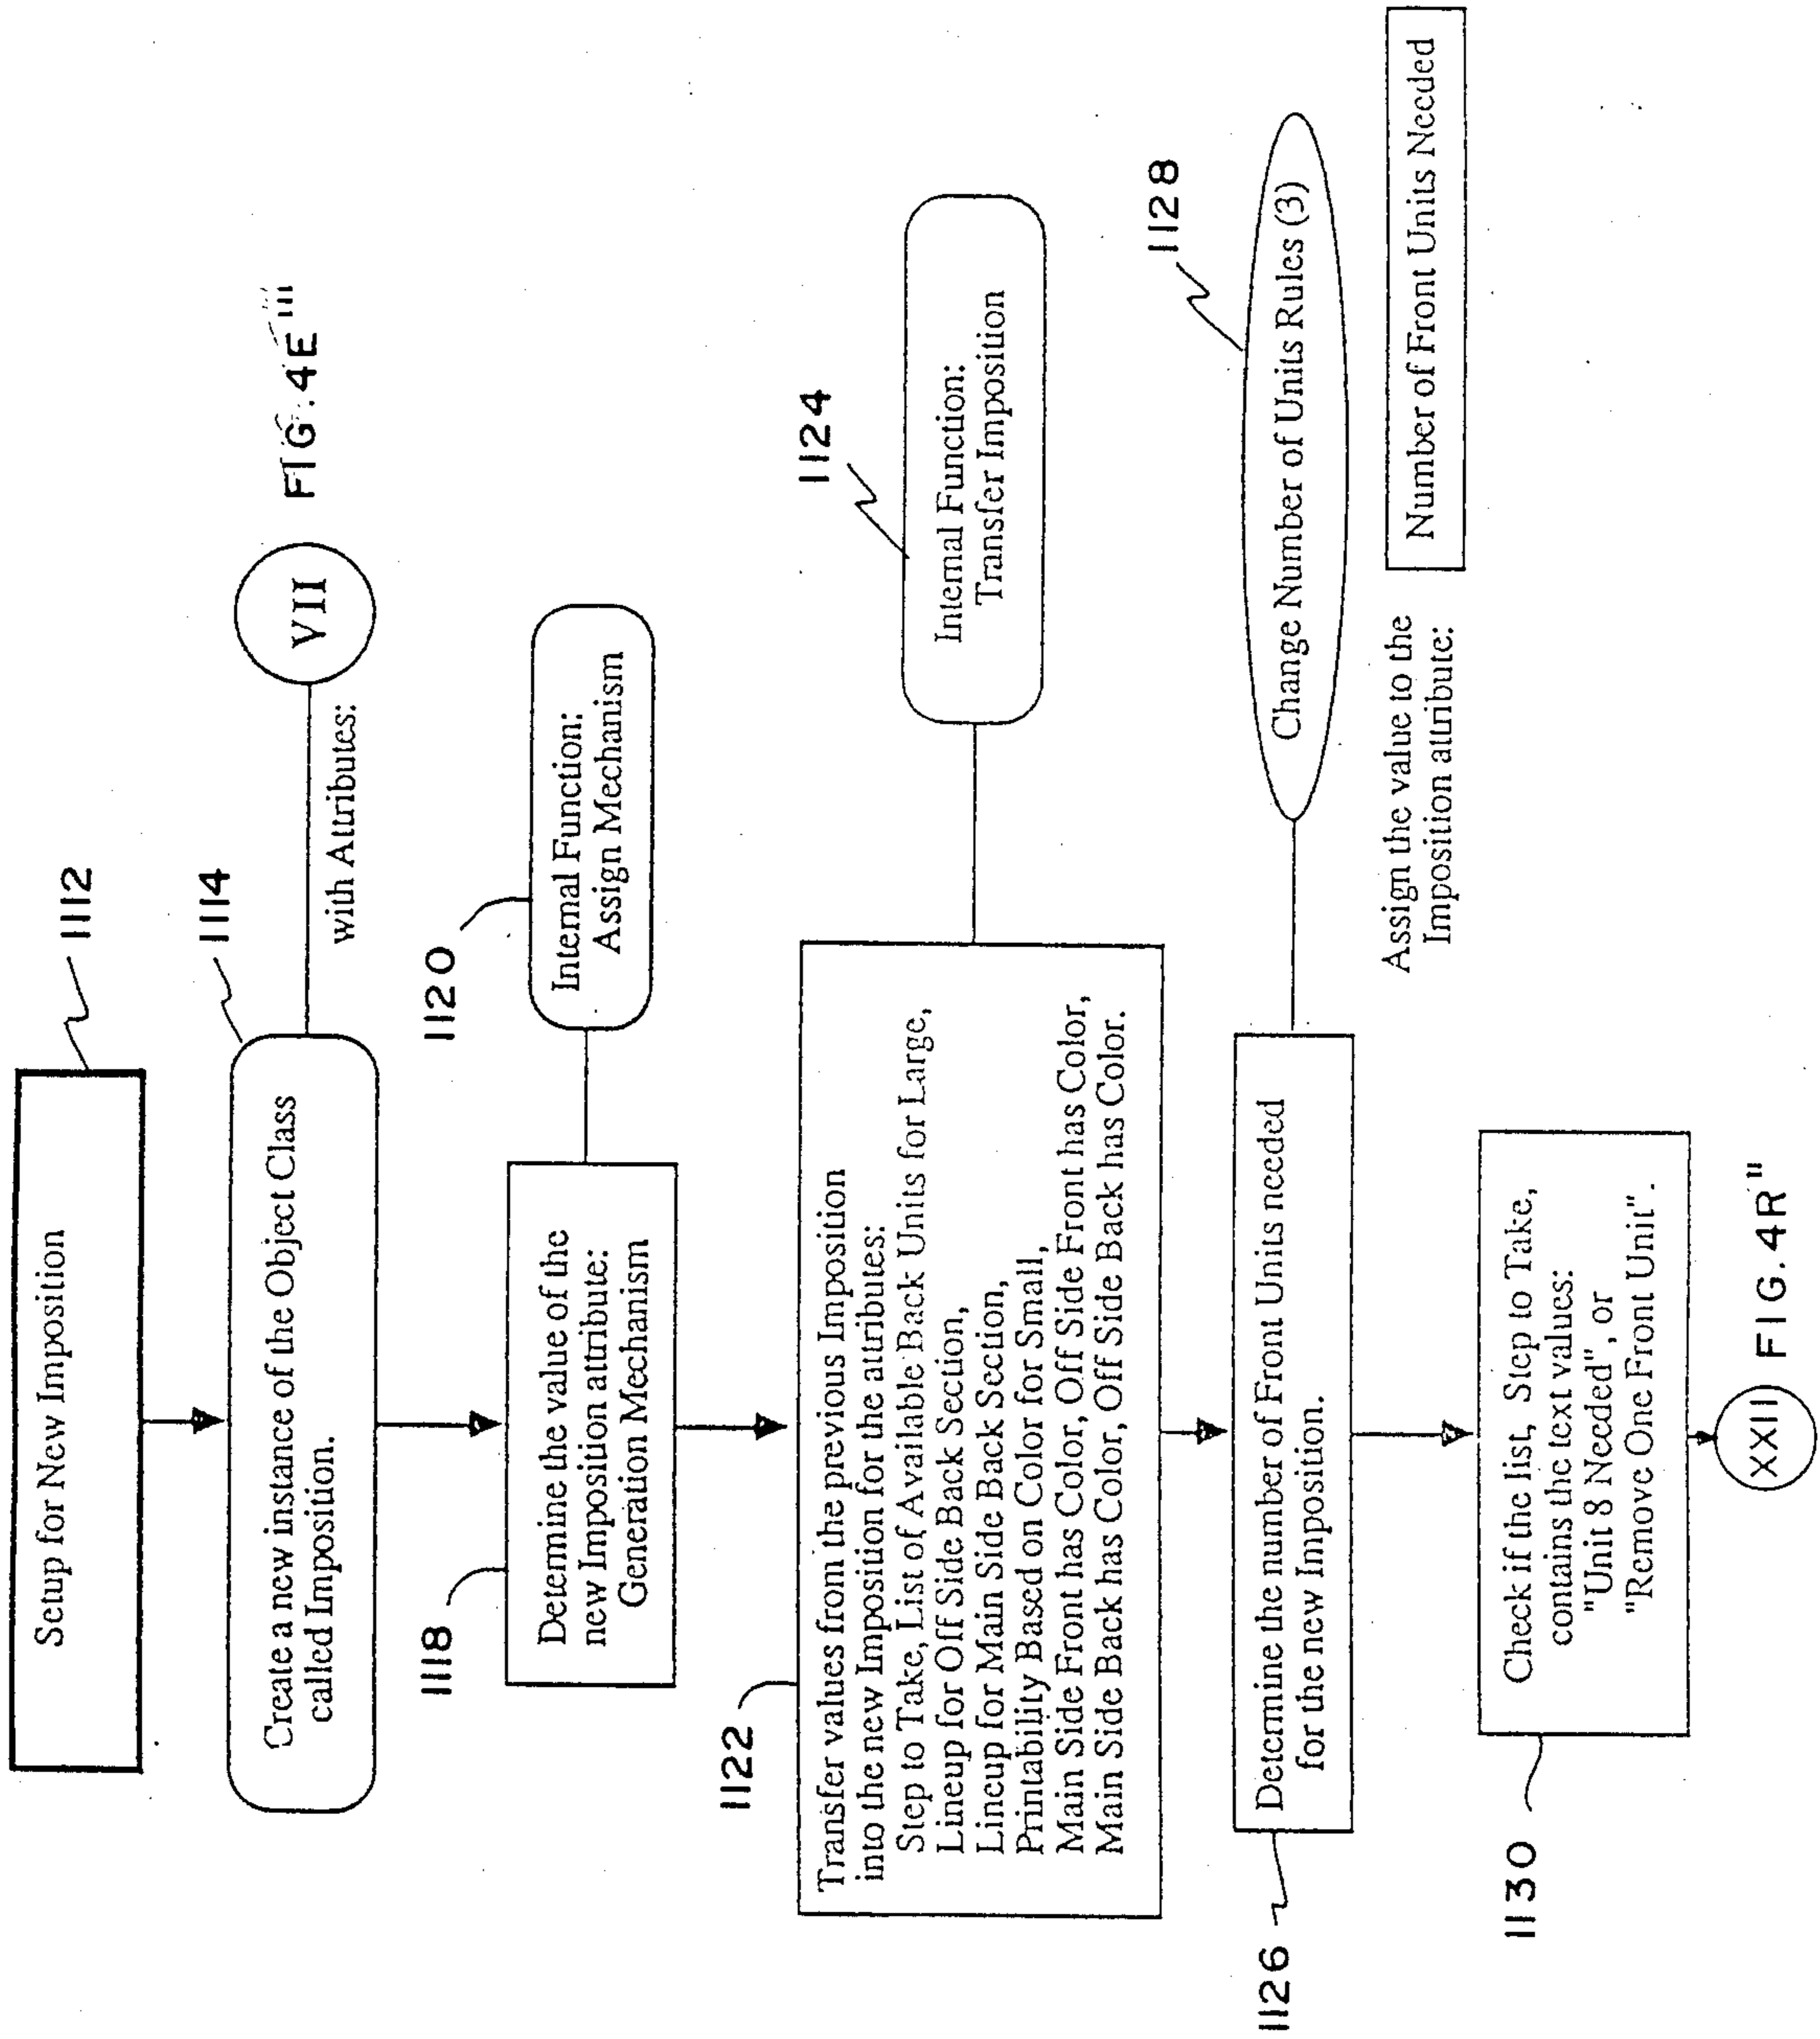 Setup for New Imposition
1112
Create a new instance of the Object Class
called Imposition.
1114
with Attributes:
VII
FIG. 4E'''
1118
Determine the value of the
new Imposition attribute:
Generation Mechanism
1120
Internal Function:
Assign Mechanism
1122
Transfer values from the previous Imposition
into the new Imposition for the attributes:
Step to Take, List of Available Back Units for Large,
Lineup for Off Side Back Section,
Lineup for Main Side Back Section,
Printability Based on Color for Small,
Main Side Front has Color, Off Side Front has Color,
Main Side Back has Color, Off Side Back has Color.
1124
Internal Function:
Transfer Imposition
1126
Determine the number of Front Units needed
for the new Imposition.
1128
Change Number of Units Rules (3)
Assign the value to the
Imposition attribute:
Number of Front Units Needed
1130
Check if the list, Step to Take,
contains the text values:
"Unit 8 Needed", or
"Remove One Front Unit".
XXII
FIG. 4R"